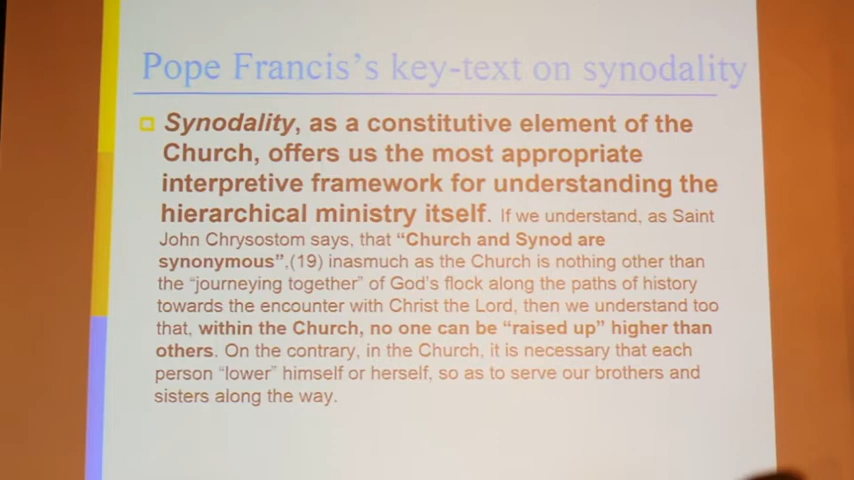 Pope Francis's key-text on synodality
Synodality, as a constitutive element of the
Church, offers us the most appropriate
interpretive framework for understanding the
hierarchical ministry itself. If we understand, as Saint
John Chrysostom says, that “Church and Synod are
synonymous”,(19) inasmuch as the Church is nothing other than
the “journeying together” of God's flock along the paths of history
towards the encounter with Christ the Lord, then we understand too
that, within the Church, no one can be “raised up” higher than
others. On the contrary, in the Church, it is necessary that each
person “lower” himself or herself, so as to serve our brothers and
sisters along the way.